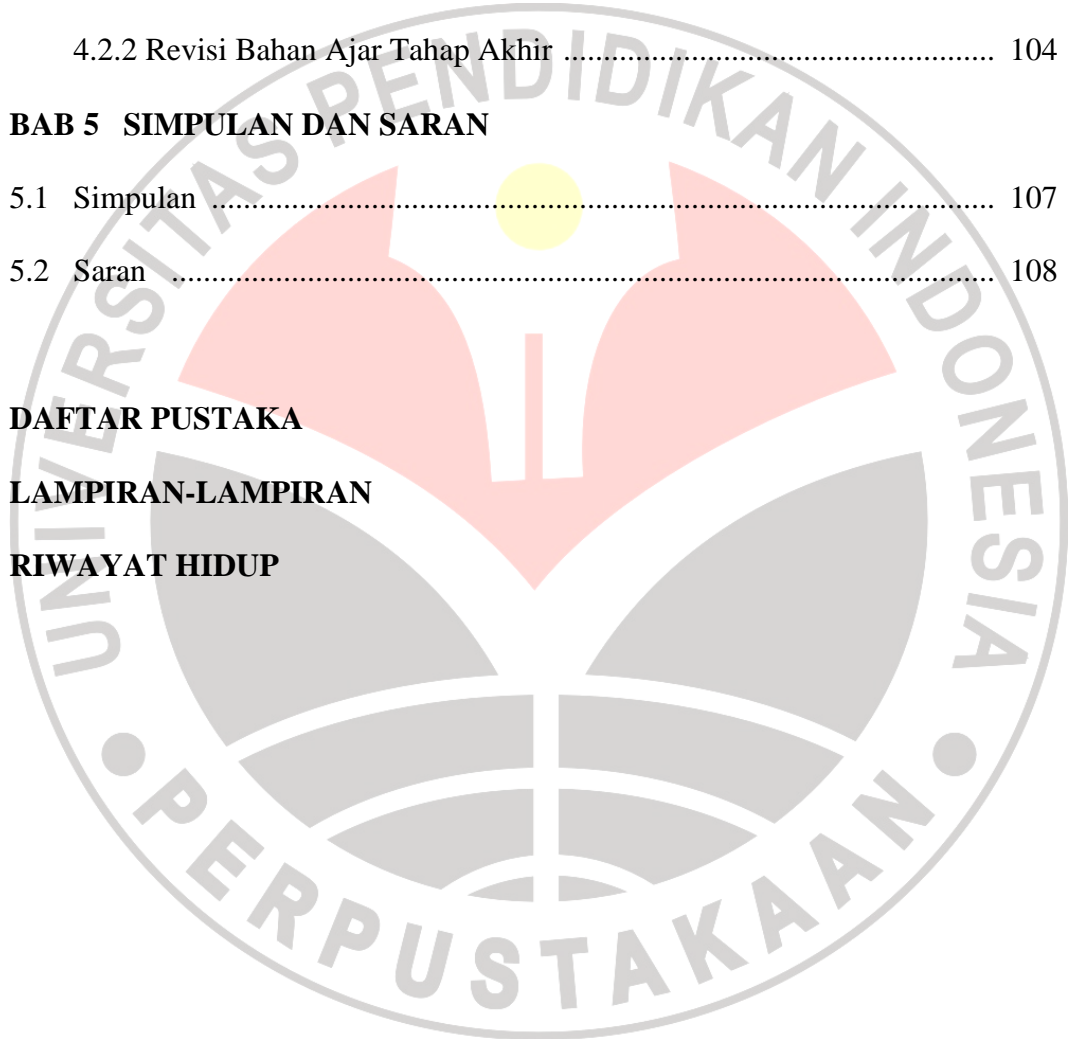 4.2.2 Revisi Bahan Ajar Tahap Akhir ..................................................... 104
BAB 5 SIMPULAN DAN SARAN
5.1 Simpulan ................................................................................................ 107
5.2 Saran ..................................................................................................... 108
DAFTAR PUSTAKA
LAMPIRAN-LAMPIRAN
RIWAYAT HIDUP
UNIVERSITAS PENDIDIKAN INDONESIA
PERPUSTAKAAN